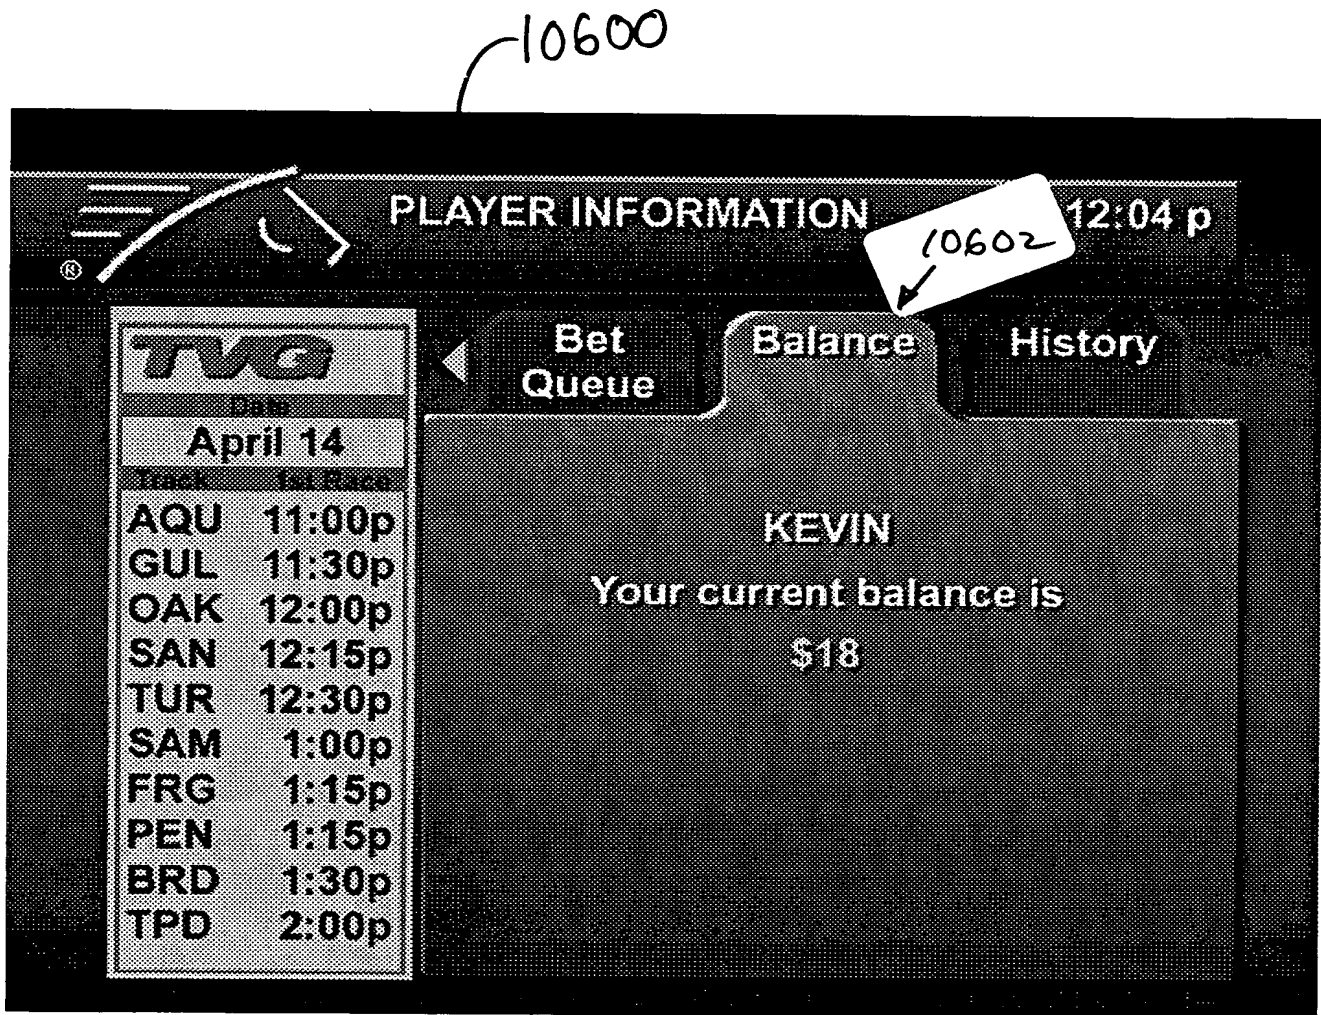 10600
PLAYER INFORMATION
12:04 p
10602
®
TVG
Date
April 14
Track 1st Race
AQU 11:00p
GUL 11:30p
OAK 12:00p
SAN 12:15p
TUR 12:30p
SAM 1:00p
FRG 1:15p
PEN 1:15p
BRD 1:30p
TPD 2:00p
Bet
Queue
Balance
History
KEVIN
Your current balance is
$18